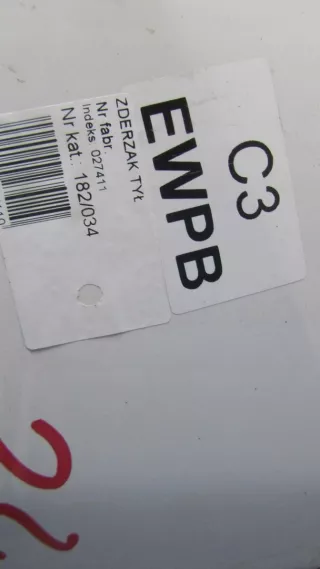 C3
EWPB
ZDERZAK TYŁ
Nr fabr.
Indeks 027411
Nr kat.: 182/034